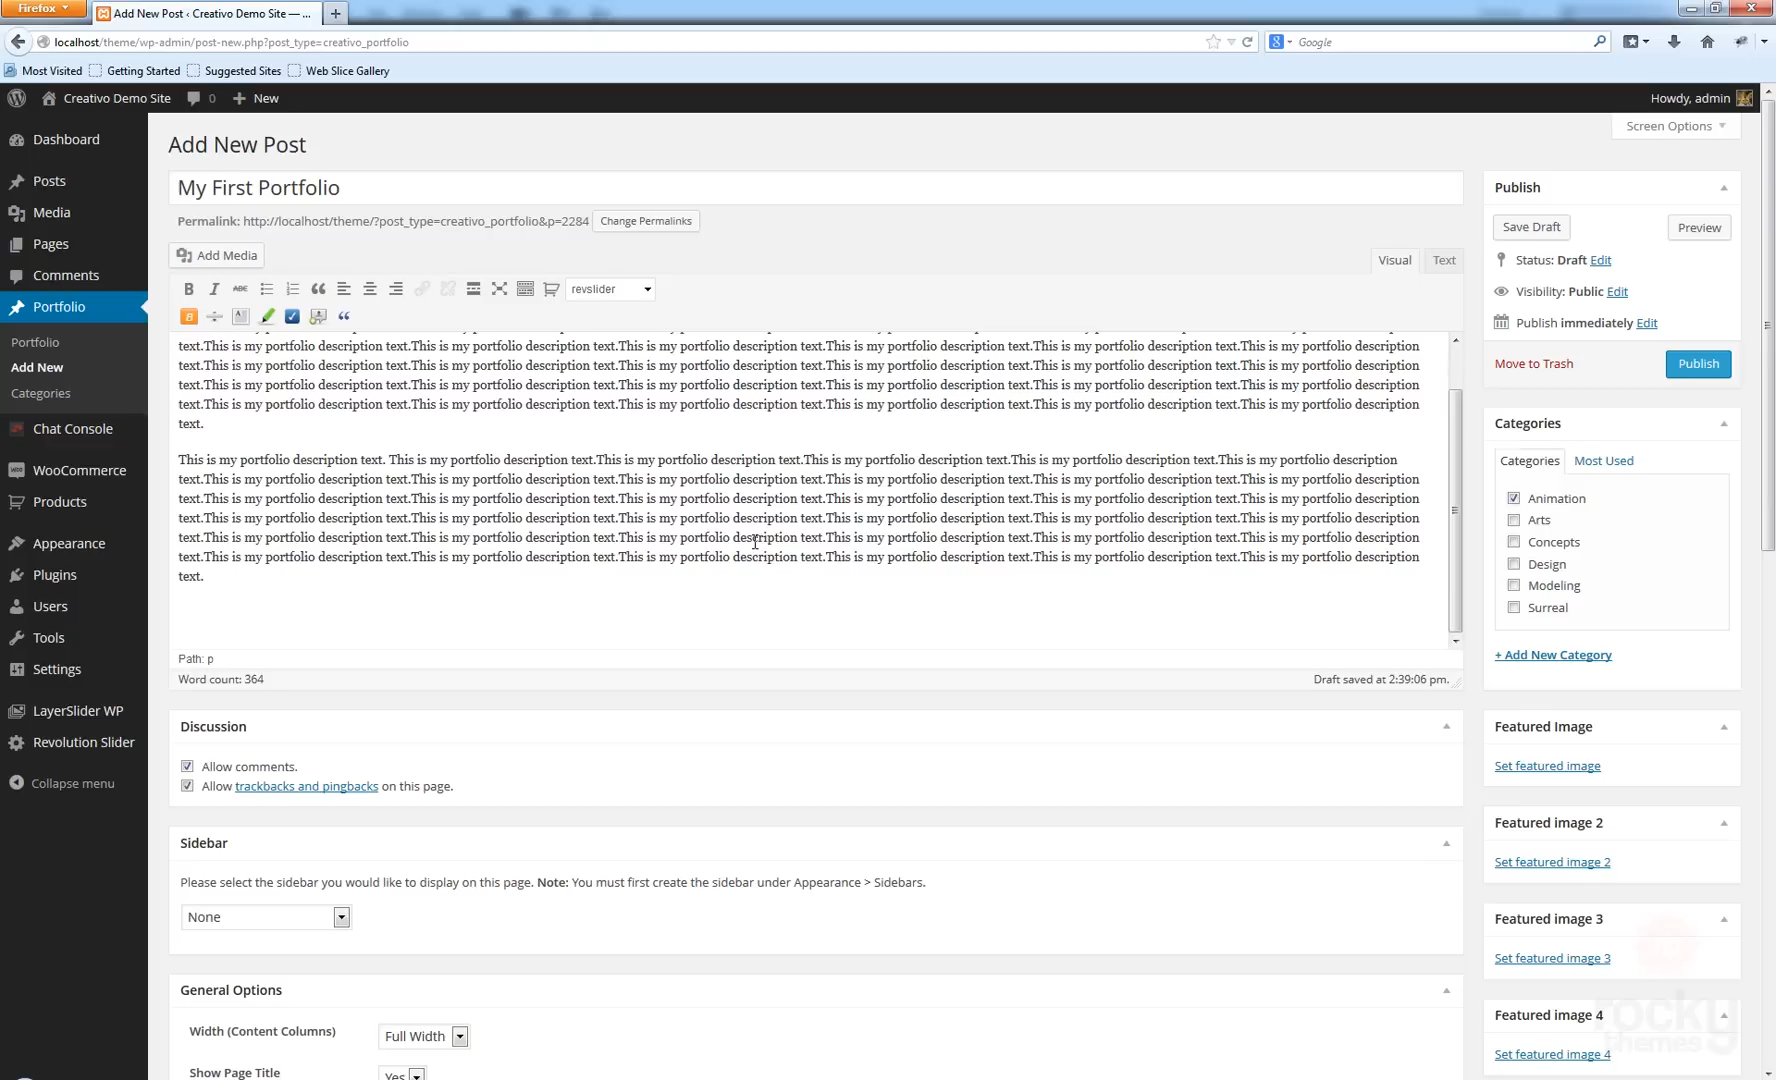 Firefox
Add New Post ‹ Creativo Demo Site — ...
localhost/theme/wp-admin/post-new.php?post_type=creativo_portfolio
Google
Most Visited
Getting Started
Suggested Sites
Web Slice Gallery
Creativo Demo Site
0
New
Howdy, admin
Screen Options
Dashboard
Posts
Media
Pages
Comments
Portfolio
Portfolio
Add New
Categories
Chat Console
WooCommerce
Products
Appearance
Plugins
Users
Tools
Settings
LayerSlider WP
Revolution Slider
Collapse menu
Add New Post
My First Portfolio
Permalink: http://localhost/theme/?post_type=creativo_portfolio&p=2284
Change Permalinks
Add Media
Visual
Text
B I ABC
revslider
text.This is my portfolio description text.This is my portfolio description text.This is my portfolio description text.This is my portfolio description text.This is my portfolio description text.This is my portfolio description
text.This is my portfolio description text.This is my portfolio description text.This is my portfolio description text.This is my portfolio description text.This is my portfolio description text.This is my portfolio description
text.This is my portfolio description text.This is my portfolio description text.This is my portfolio description text.This is my portfolio description text.This is my portfolio description text.This is my portfolio description
text.This is my portfolio description text.This is my portfolio description text.This is my portfolio description text.This is my portfolio description text.This is my portfolio description text.This is my portfolio description
text.
This is my portfolio description text. This is my portfolio description text.This is my portfolio description text.This is my portfolio description text.This is my portfolio description text.This is my portfolio description
text.This is my portfolio description text.This is my portfolio description text.This is my portfolio description text.This is my portfolio description text.This is my portfolio description text.This is my portfolio description
text.This is my portfolio description text.This is my portfolio description text.This is my portfolio description text.This is my portfolio description text.This is my portfolio description text.This is my portfolio description
text.This is my portfolio description text.This is my portfolio description text.This is my portfolio description text.This is my portfolio description text.This is my portfolio description text.This is my portfolio description
text.This is my portfolio description text.This is my portfolio description text.This is my portfolio description text.This is my portfolio description text.This is my portfolio description text.This is my portfolio description
text.This is my portfolio description text.This is my portfolio description text.This is my portfolio description text.This is my portfolio description text.This is my portfolio description text.This is my portfolio description
text.
Path: p
Word count: 364
Draft saved at 2:39:06 pm.
Discussion
Allow comments.
Allow trackbacks and pingbacks on this page.
Sidebar
Please select the sidebar you would like to display on this page. Note: You must first create the sidebar under Appearance > Sidebars.
None
General Options
Width (Content Columns)
Full Width
Show Page Title
Yes
Publish
Save Draft
Preview
Status: Draft Edit
Visibility: Public Edit
Publish immediately Edit
Move to Trash
Publish
Categories
Categories
Most Used
Animation
Arts
Concepts
Design
Modeling
Surreal
+ Add New Category
Featured Image
Set featured image
Featured image 2
Set featured image 2
Featured image 3
Set featured image 3
Featured image 4
Set featured image 4
rocky
themes